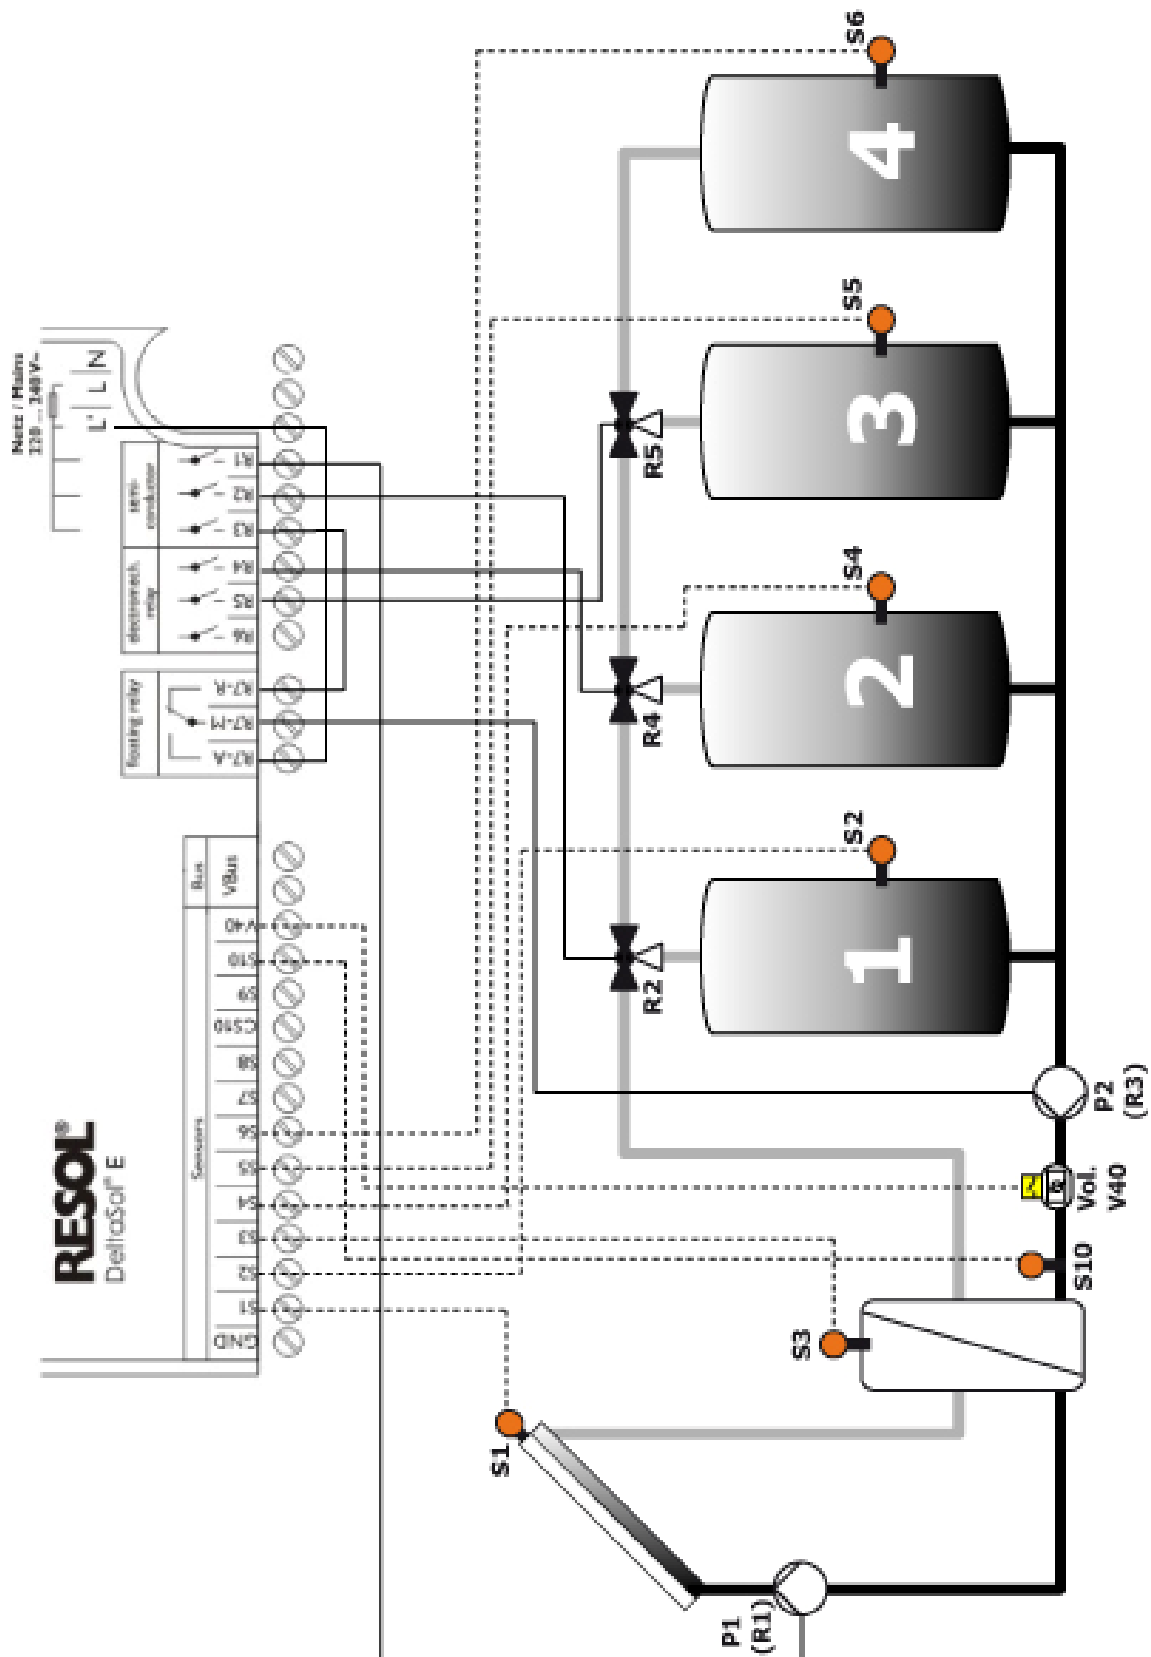 RESOL®
DeltaSol® E
Netz / Mains
120 ... 240 V~
L' L N
semi-
conductor
electromech.
relay
floating relay
R1
R2
R3
R4
R5
R6
R7-R
R7-M
R7-A
Bus
VBus
Sensors
V40
S10
S9
CS10
S8
S7
S6
S5
S4
S3
S2
S1
GND
S1
S3
S2
S4
S5
S6
R2
R4
R5
1
2
3
4
P1
(R1)
S10
Vol.
V40
P2
(R3)